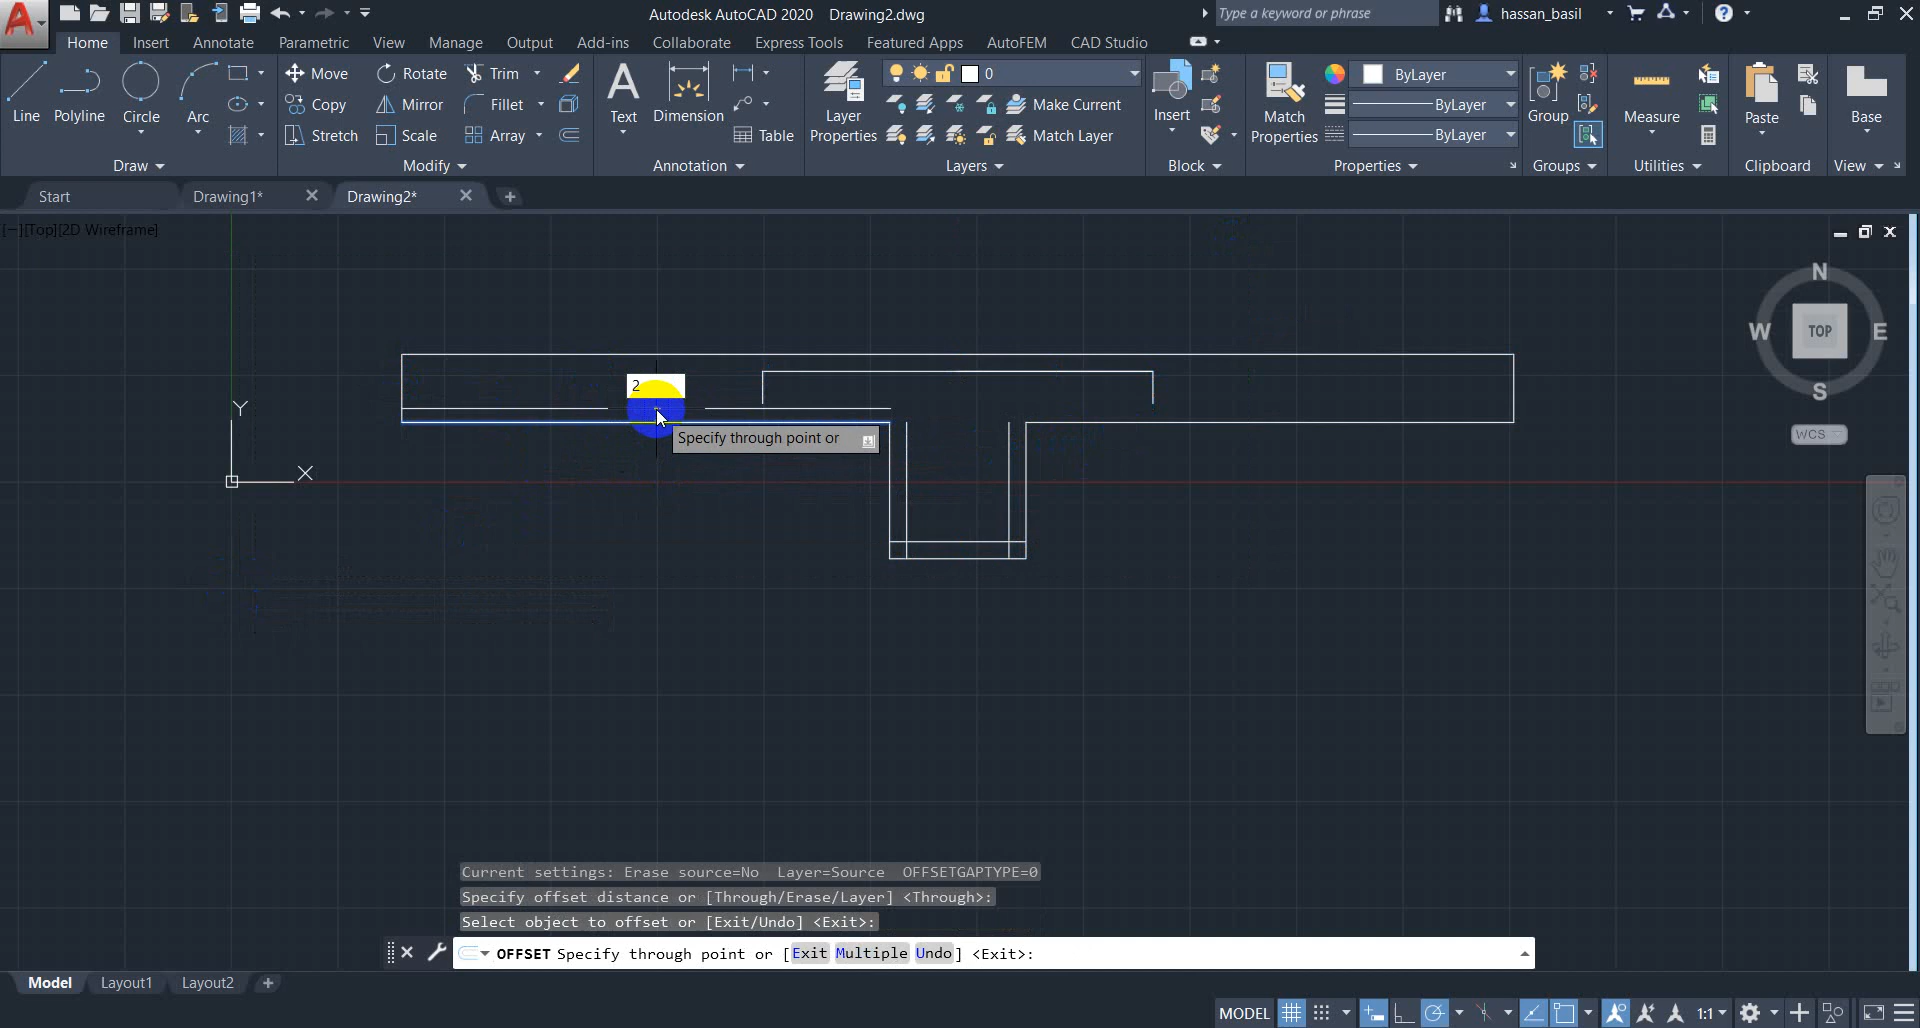 Autodesk AutoCAD 2020 Drawing2.dwg
Type a keyword or phrase
hassan_basil
Home Insert Annotate Parametric View Manage Output Add-ins Collaborate Express Tools Featured Apps AutoFEM CAD Studio
Line Polyline Circle Arc
Draw
Move Rotate Trim
Copy Mirror Fillet
Stretch Scale Array
Modify
Text Dimension
Table
Annotation
Layer Properties
0
Make Current
Match Layer
Layers
Insert
Block
Match Properties
ByLayer
ByLayer
ByLayer
Properties
Group
Groups
Measure
Utilities
Paste
Clipboard
Base
View
Start Drawing1* Drawing2*
[−][Top][2D Wireframe]
N
W TOP E
S
WCS
Y
X
2
Specify through point or
Current settings: Erase source=No Layer=Source OFFSETGAPTYPE=0
Specify offset distance or [Through/Erase/Layer] <Through>:
Select object to offset or [Exit/Undo] <Exit>:
OFFSET Specify through point or [Exit Multiple Undo] <Exit>:
Model Layout1 Layout2
MODEL 1:1